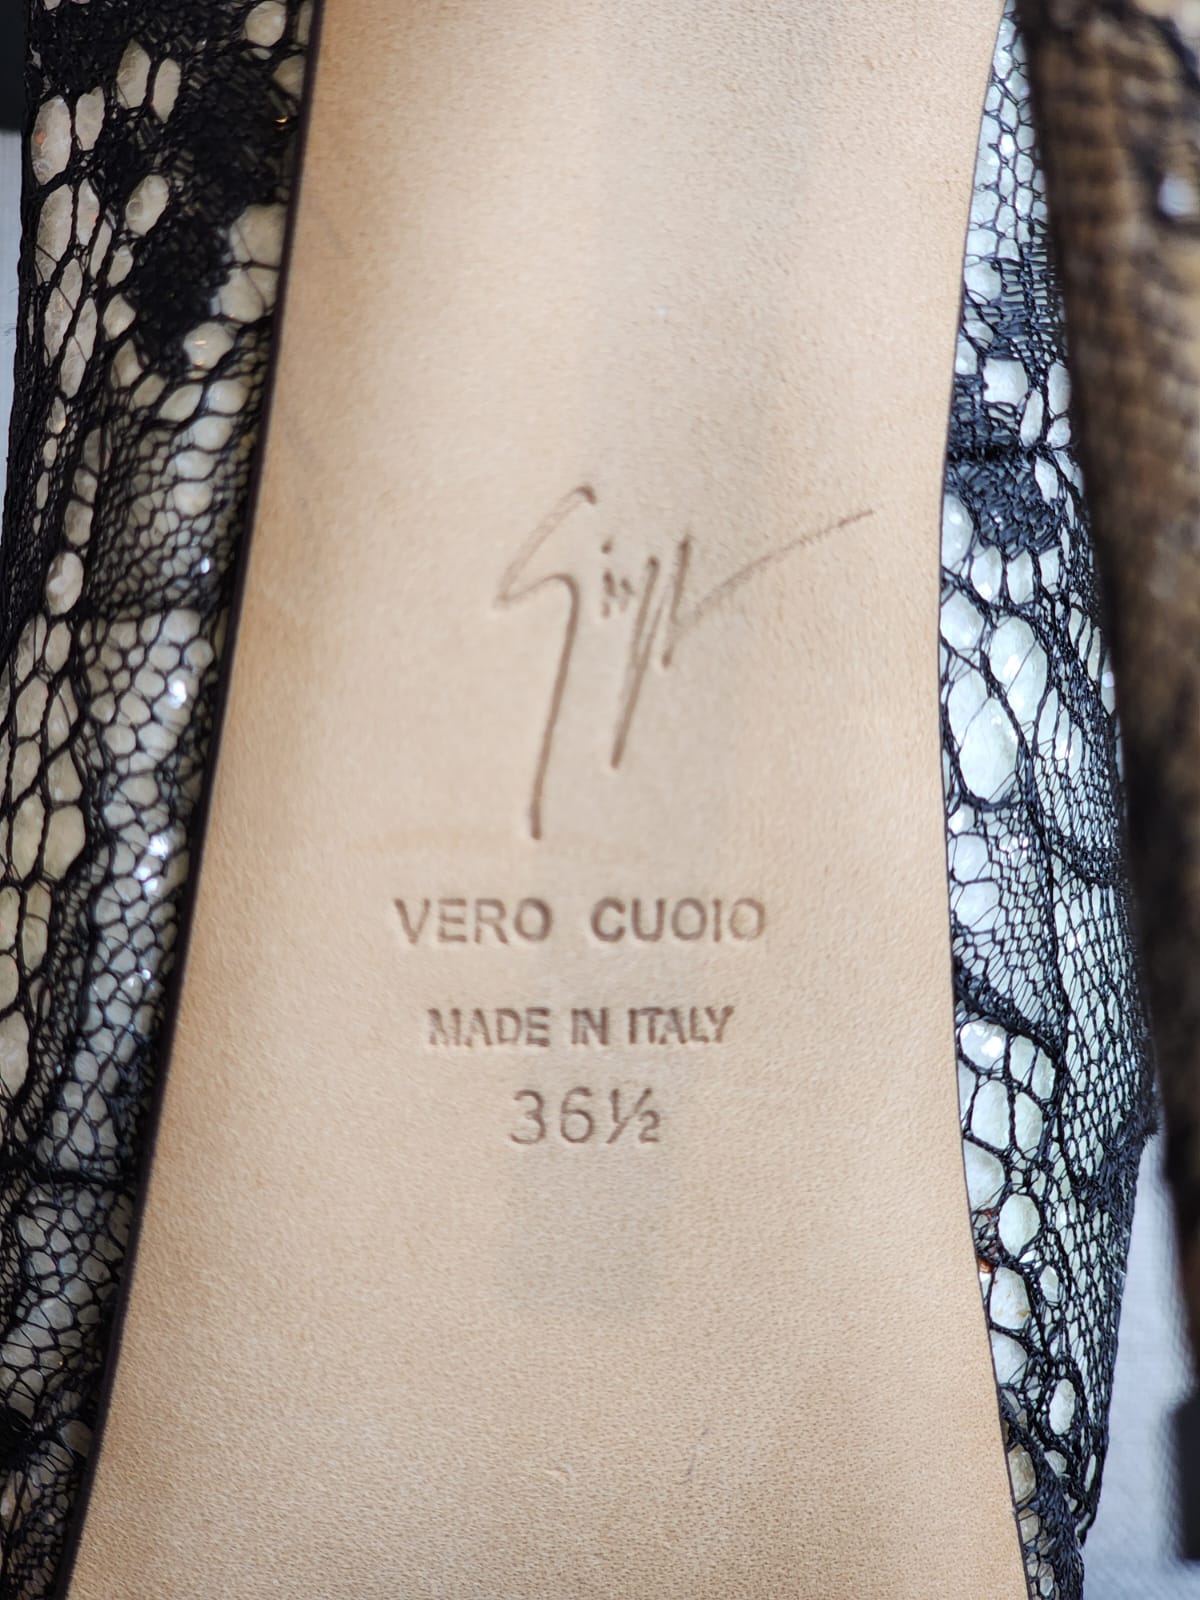 VERO CUOIO
MADE IN ITALY
36½